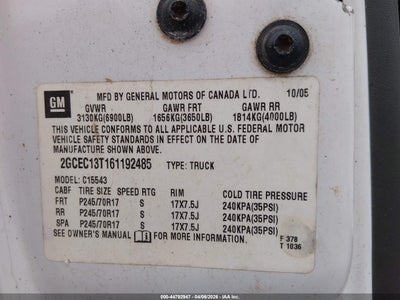 GM MFD BY GENERAL MOTORS OF CANADA LTD. 10/05
GVWR GAWR FRT GAWR RR
3130KG(6900LB) 1656KG(3650LB) 1814KG(4000LB)
THIS VEHICLE CONFORMS TO ALL APPLICABLE U.S. FEDERAL MOTOR
VEHICLE SAFETY STANDARDS IN EFFECT ON THE DATE OF
MANUFACTURE SHOWN ABOVE.
2GCEC13T161192485 TYPE: TRUCK
MODEL: C15543
TIRE SIZE SPEED RTG RIM COLD TIRE PRESSURE
FRT P245/70R17 S 17X7.5J 240KPA(35PSI)
RR P245/70R17 S 17X7.5J 240KPA(35PSI)
SPA P245/70R17 S 17X7.5J 240KPA(35PSI)
SEE OWNER'S MANUAL FOR MORE INFORMATION.
F 378
T 1036
000-44792947 - 04/06/2026 - IAAI.COM